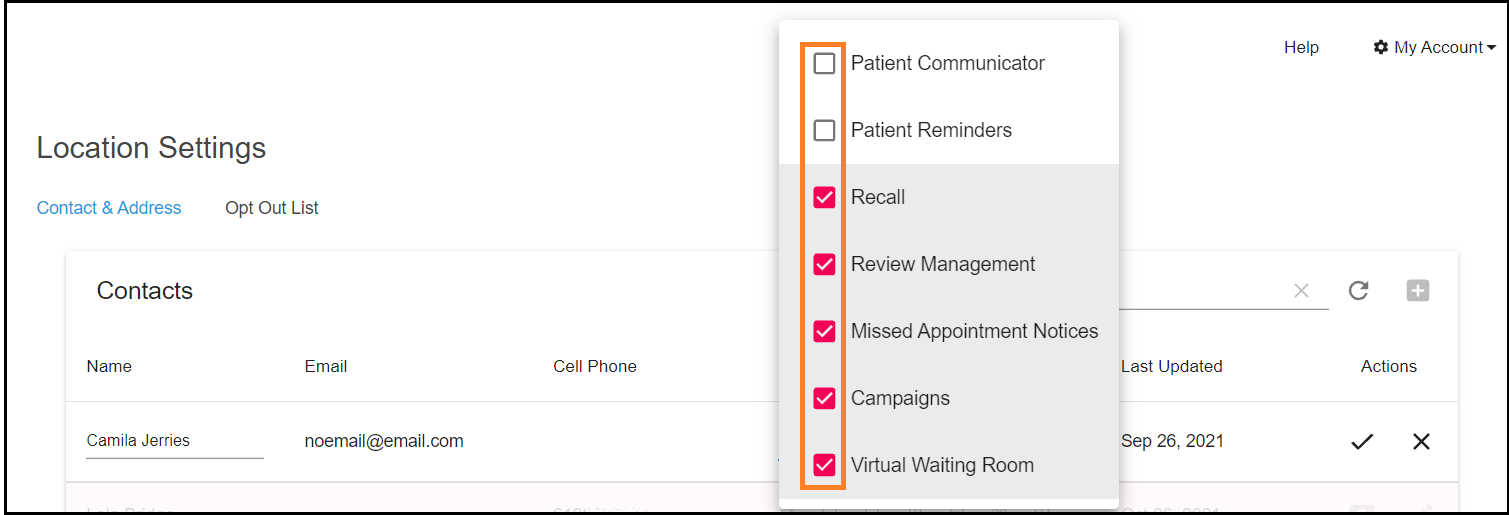 Help
My Account
Location Settings
Contact & Address
Opt Out List
Patient Communicator
Patient Reminders
Recall
Review Management
Missed Appointment Notices
Campaigns
Virtual Waiting Room
Contacts
Name
Email
Cell Phone
Last Updated
Actions
Camila Jerries
noemail@email.com
Sep 26, 2021